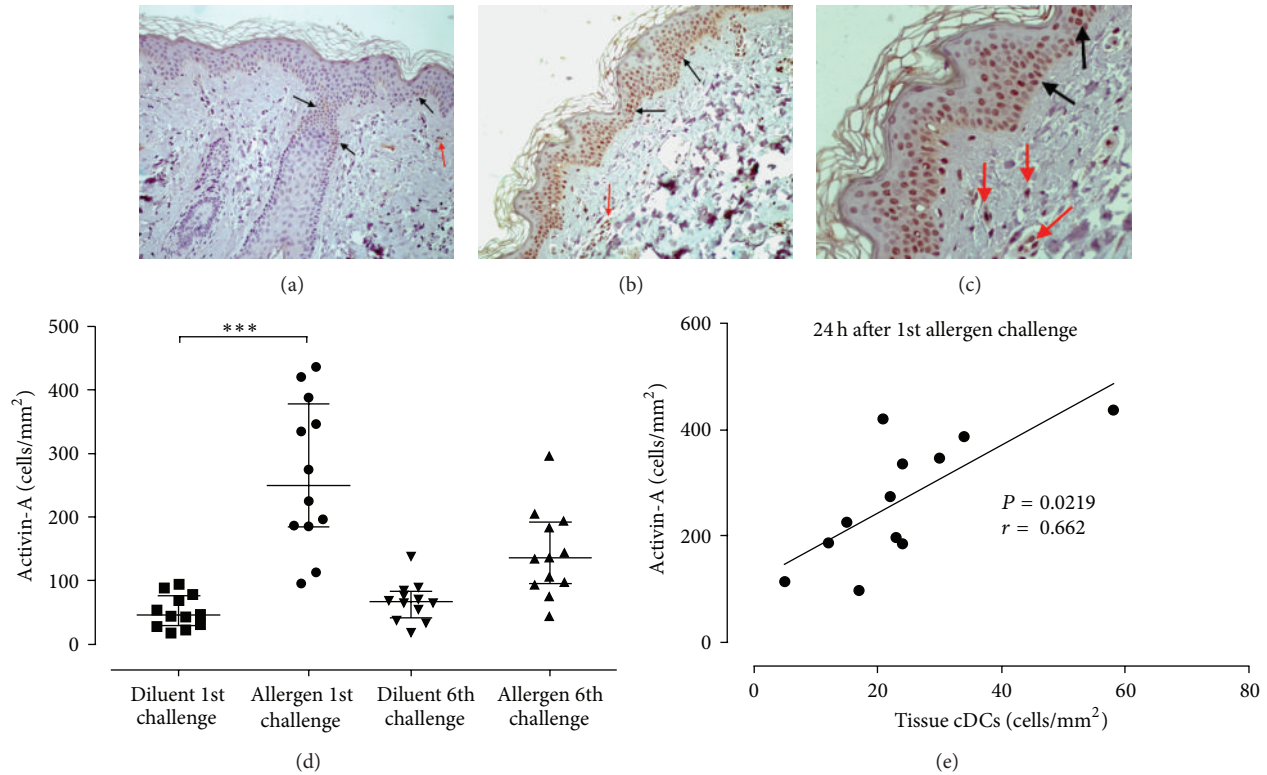 (a)
(b)
(c)
500
400
300
200
100
0
Activin-A (cells/mm²)
***
Diluent 1st
challenge
Allergen 1st
challenge
Diluent 6th
challenge
Allergen 6th
challenge
(d)
600
400
200
0
Activin-A (cells/mm²)
24 h after 1st allergen challenge
P = 0.0219
r = 0.662
0
20
40
60
80
Tissue cDCs (cells/mm²)
(e)